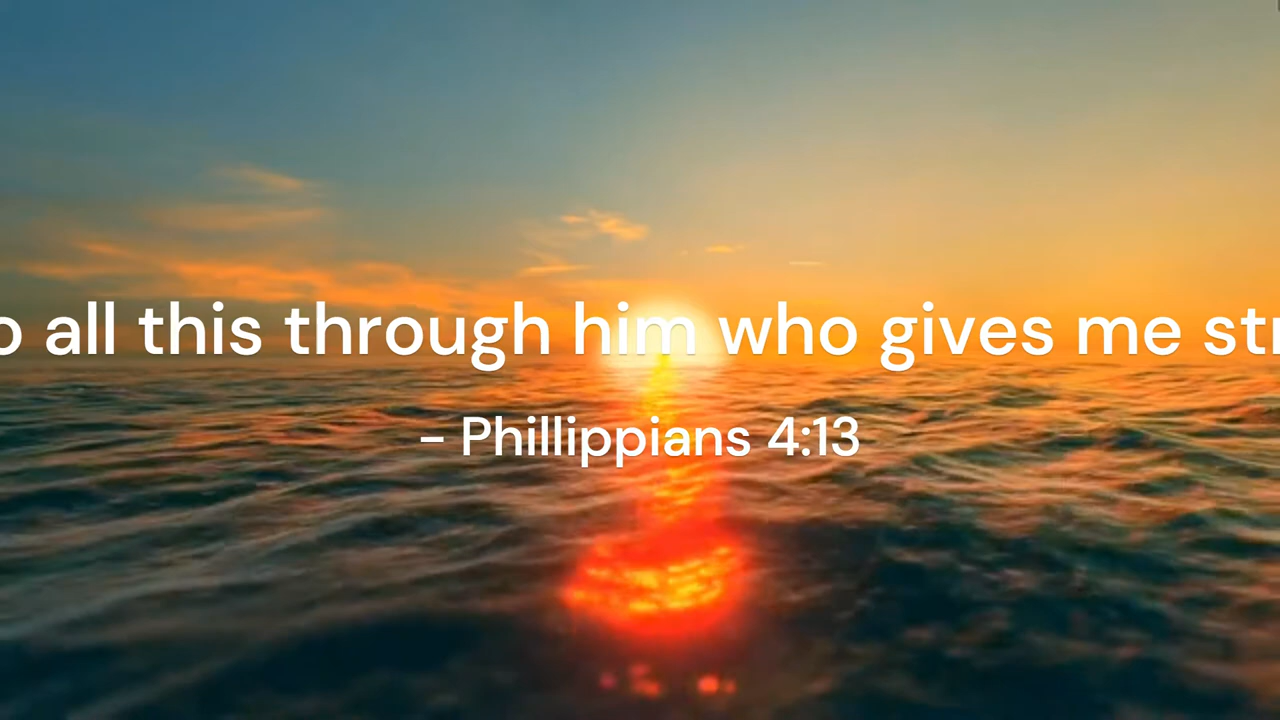 o all this through him who gives me str
– Phillippians 4:13